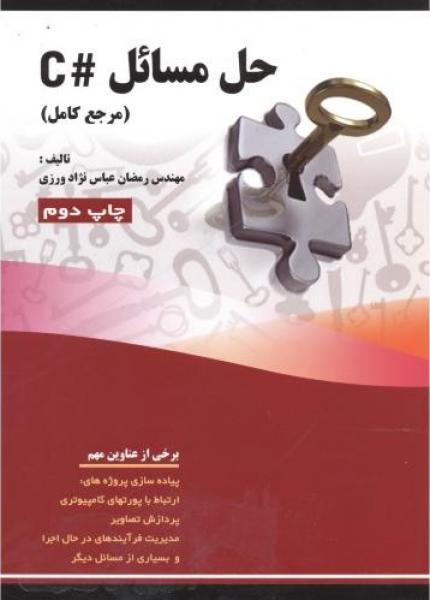 حل مسائل C#
(مرجع کامل)
تالیف :
مهندس رمضان عباس نژاد ورزی
چاپ دوم
برخی از عناوین مهم
پیاده سازی پروژه های:
ارتباط با پورتهای کامپیوتری
پردازش تصاویر
مدیریت فرآیندهای در حال اجرا
و بسیاری از مسائل دیگر